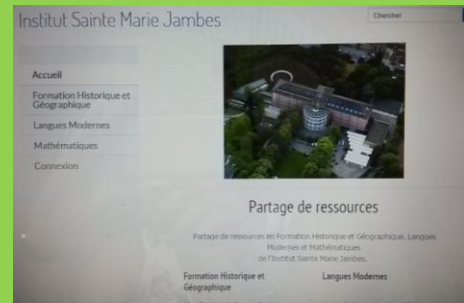 Institut Sainte Marie Jambes
Chercher
Accueil
Formation Historique et
Géographique
Langues Modernes
Mathématiques
Connexion
Partage de ressources
Partage de ressources en Formation Historique et Géographique, Langues
Modernes et Mathématiques
de l'Institut Sainte Marie Jambes.
Formation Historique et
Géographique
Langues Modernes